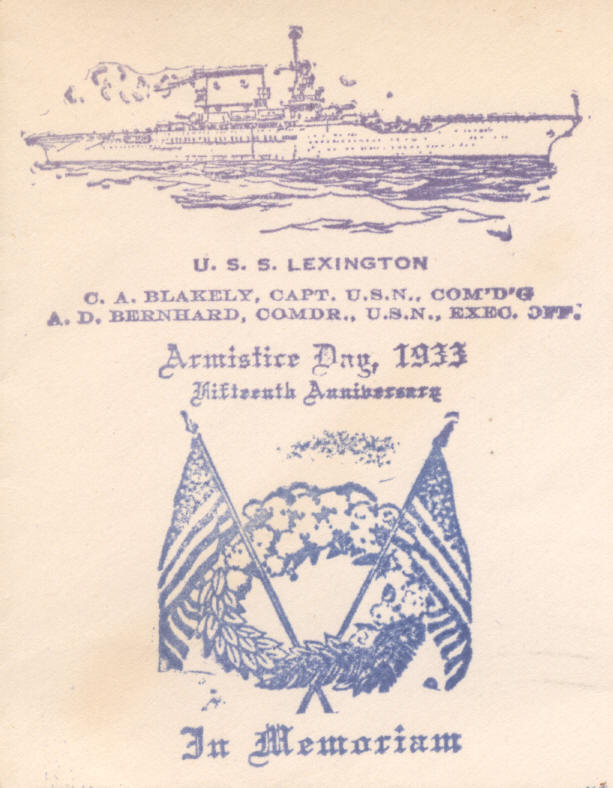 U. S. S. LEXINGTON
C. A. BLAKELY, CAPT. U.S.N., COM'D'G
A. D. BERNHARD, COMDR., U.S.N., EXEC. OFF.
Armistice Day, 1933
Fifteenth Anniversary
In Memoriam